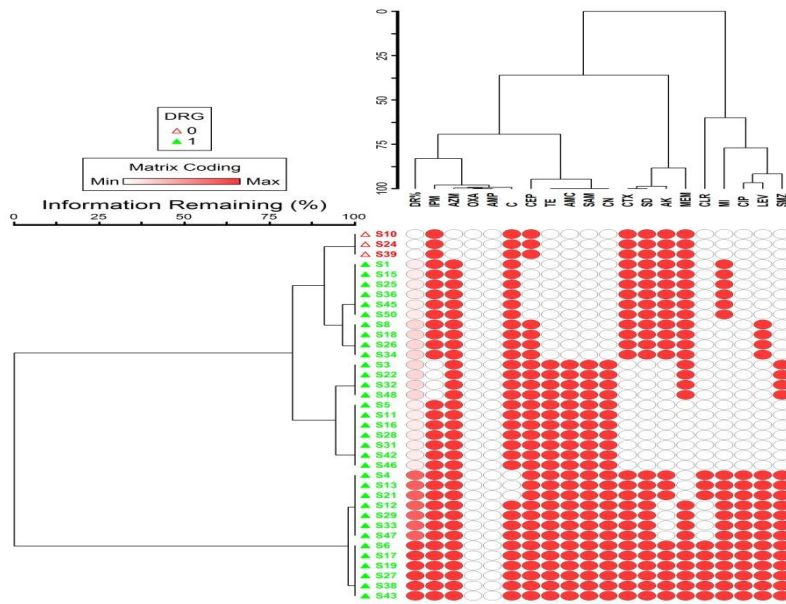 0
25
50
75
100
DRG
0
1
Matrix Coding
Min Max
Information Remaining (%)
0 25 50 75 100
DR% IPM AZM OXA AMP C CEP TE AMC SAM CN CTX SD AK MEM CLR MI CIP LEV SMZ
S10
S24
S39
S1
S15
S25
S36
S45
S50
S8
S18
S26
S34
S3
S22
S32
S48
S5
S11
S16
S28
S31
S42
S46
S4
S13
S21
S12
S29
S33
S47
S6
S17
S19
S27
S38
S43